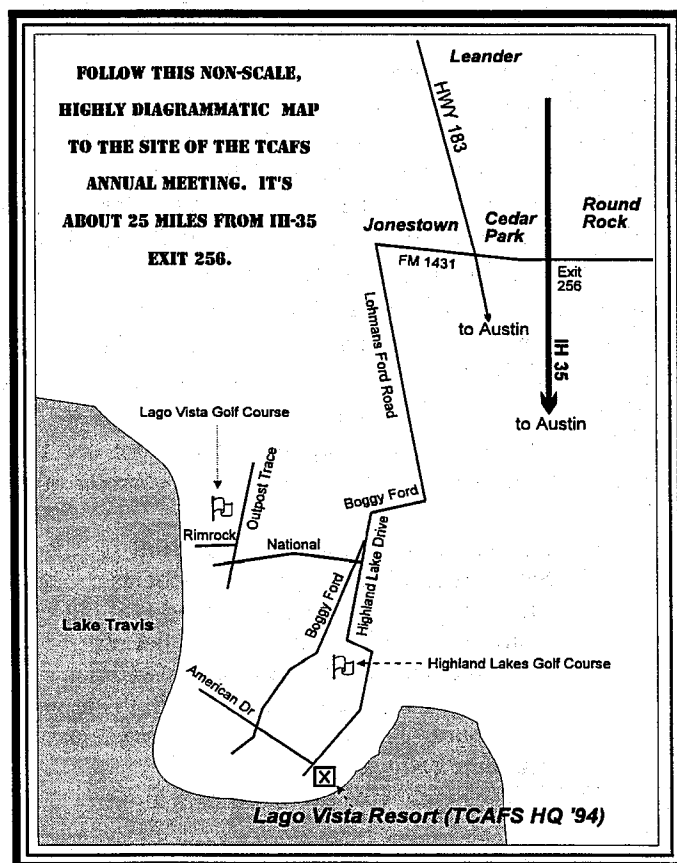 FOLLOW THIS NON-SCALE,
HIGHLY DIAGRAMMATIC MAP
TO THE SITE OF THE TCAFS
ANNUAL MEETING. IT'S
ABOUT 25 MILES FROM IH-35
EXIT 256.
Leander
HWY 183
Jonestown
Cedar
Park
Round
Rock
FM 1431
Exit
256
to Austin
IH 35
to Austin
Lohmans Ford Road
Lago Vista Golf Course
Outpost Trace
Boggy Ford
Rimrock
National
Highland Lake Drive
Boggy Ford
Lake Travis
Highland Lakes Golf Course
American Dr
X
Lago Vista Resort (TCAFS HQ '94)